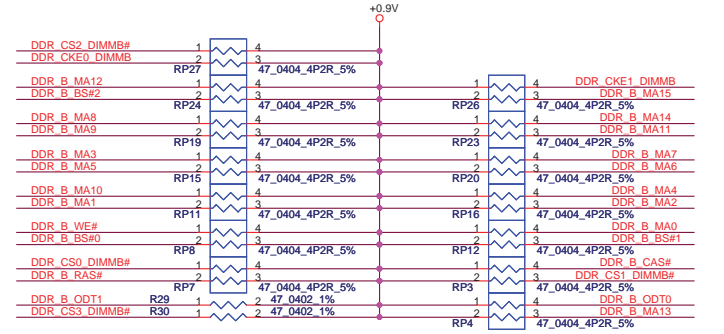 +0.9V
DDR_CS2_DIMMB# 1 4
DDR_CKE0_DIMMB 2 3
RP27 47_0404_4P2R_5%
DDR_B_MA12 1 4 1 4 DDR_CKE1_DIMMB
DDR_B_BS#2 2 3 2 3 DDR_B_MA15
RP24 47_0404_4P2R_5% RP26 47_0404_4P2R_5%
DDR_B_MA8 1 4 1 4 DDR_B_MA14
DDR_B_MA9 2 3 2 3 DDR_B_MA11
RP19 47_0404_4P2R_5% RP23 47_0404_4P2R_5%
DDR_B_MA3 1 4 1 4 DDR_B_MA7
DDR_B_MA5 2 3 2 3 DDR_B_MA6
RP15 47_0404_4P2R_5% RP20 47_0404_4P2R_5%
DDR_B_MA10 1 4 1 4 DDR_B_MA4
DDR_B_MA1 2 3 2 3 DDR_B_MA2
RP11 47_0404_4P2R_5% RP16 47_0404_4P2R_5%
DDR_B_WE# 1 4 1 4 DDR_B_MA0
DDR_B_BS#0 2 3 2 3 DDR_B_BS#1
RP8 47_0404_4P2R_5% RP12 47_0404_4P2R_5%
DDR_CS0_DIMMB# 1 4 1 4 DDR_B_CAS#
DDR_B_RAS# 2 3 2 3 DDR_CS1_DIMMB#
RP7 47_0404_4P2R_5% RP3 47_0404_4P2R_5%
DDR_B_ODT1 R29 1 2 47_0402_1% 1 4 DDR_B_ODT0
DDR_CS3_DIMMB# R30 1 2 47_0402_1% 2 3 DDR_B_MA13
RP4 47_0404_4P2R_5%